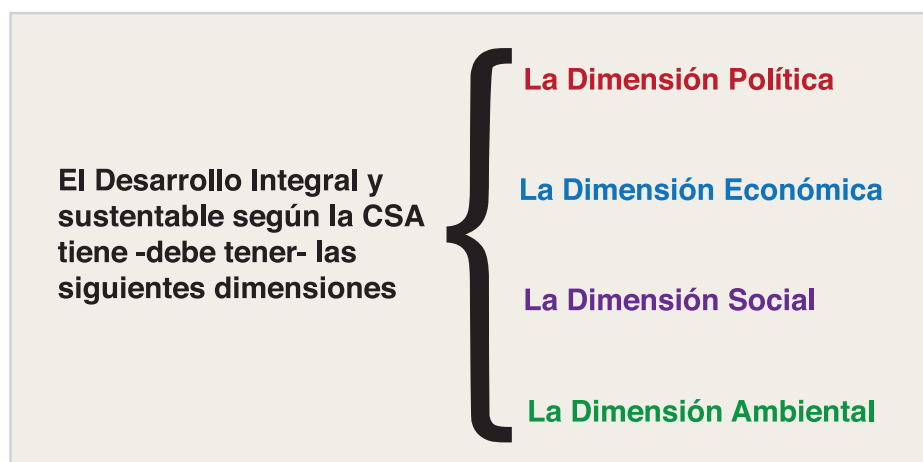 El Desarrollo Integral y
sustentable según la CSA
tiene -debe tener- las
siguientes dimensiones
La Dimensión Política
La Dimensión Económica
La Dimensión Social
La Dimensión Ambiental